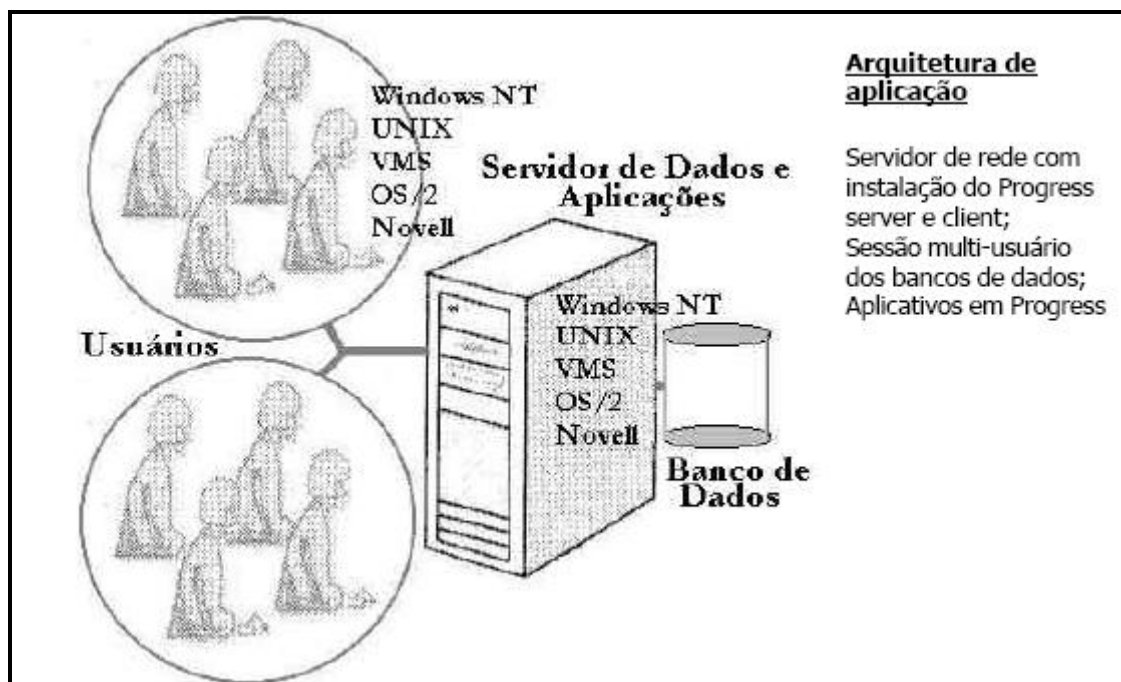 Windows NT
UNIX
VMS
OS/2
Novell
Usuários
Servidor de Dados e
Aplicações
Windows NT
UNIX
VMS
OS/2
Novell
Banco de
Dados
Arquitetura de
aplicação
Servidor de rede com
instalação do Progress
server e client;
Sessão multi-usuário
dos bancos de dados;
Aplicativos em Progress